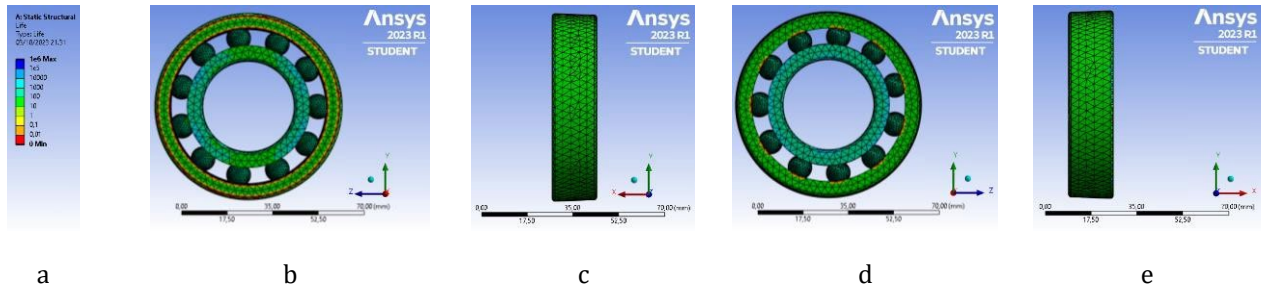 A: Static Structural
Life
Type: Life
1e6 Max
1e5
10000
1000
100
10
1
0,1
0,01
0 Min
Ansys
2023 R1
STUDENT
Y
Z
0,00 35,00 70,00 (mm)
17,50 52,50
Ansys
2023 R1
STUDENT
Y
X
0,00 35,00 70,00 (mm)
17,50 52,50
Ansys
2023 R1
STUDENT
Y
Z
0,00 35,00 70,00 (mm)
17,50 52,50
Ansys
2023 R1
STUDENT
Y
X
0,00 35,00 70,00 (mm)
17,50 52,50
a b c d e